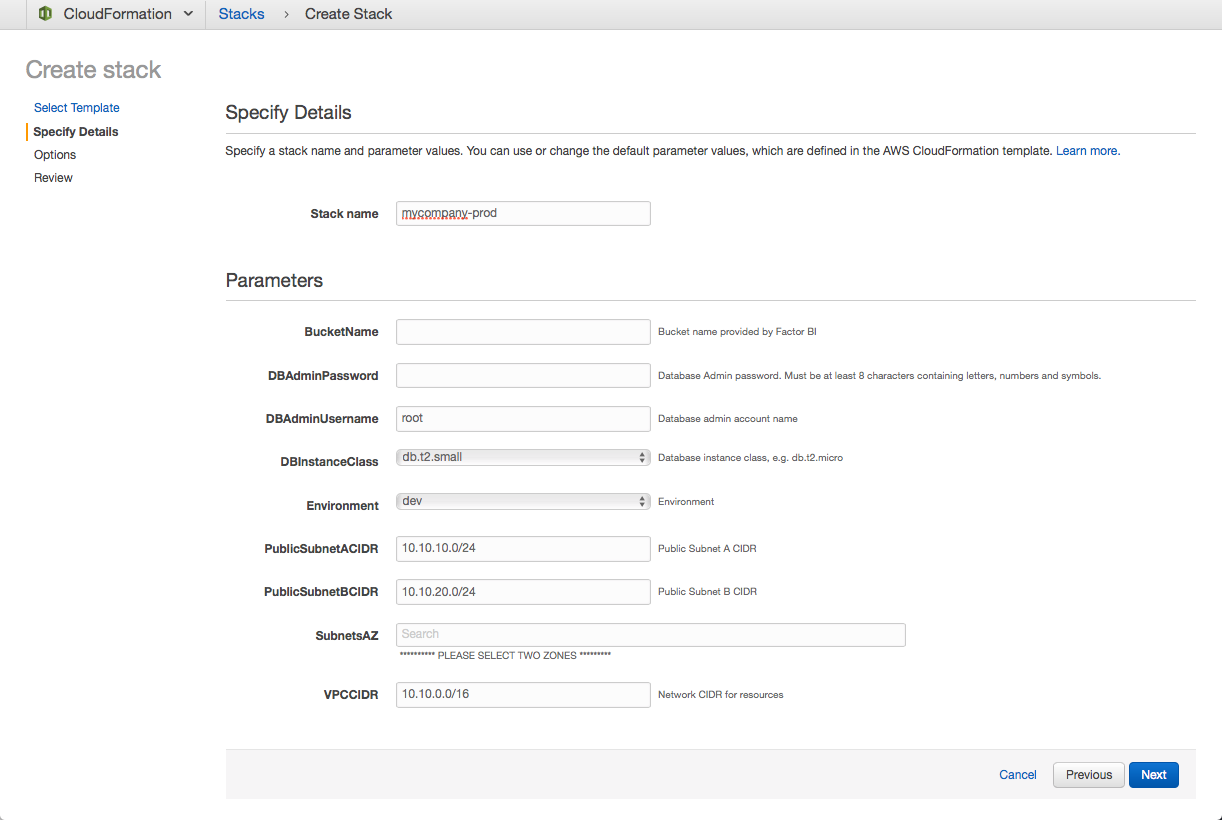 CloudFormation Stacks › Create Stack
Create stack
Select Template
Specify Details
Options
Review
Specify Details
Specify a stack name and parameter values. You can use or change the default parameter values, which are defined in the AWS CloudFormation template. Learn more.
Stack name mycompany-prod
Parameters
BucketName Bucket name provided by Factor BI
DBAdminPassword Database Admin password. Must be at least 8 characters containing letters, numbers and symbols.
DBAdminUsername root Database admin account name
DBInstanceClass db.t2.small Database instance class, e.g. db.t2.micro
Environment dev Environment
PublicSubnetACIDR 10.10.10.0/24 Public Subnet A CIDR
PublicSubnetBCIDR 10.10.20.0/24 Public Subnet B CIDR
SubnetsAZ Search
********** PLEASE SELECT TWO ZONES *********
VPCCIDR 10.10.0.0/16 Network CIDR for resources
Cancel Previous Next